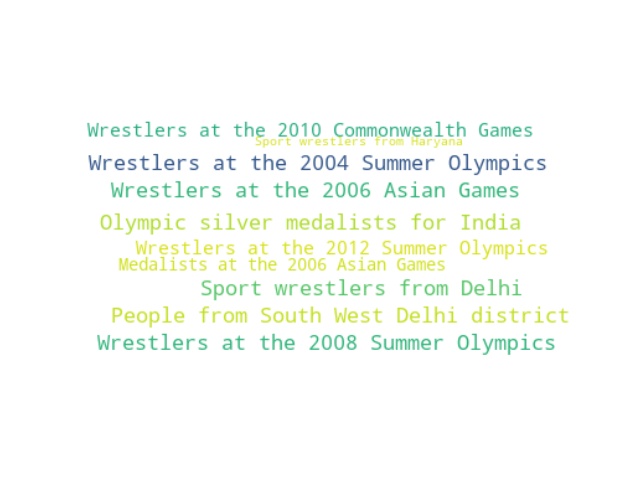 Wrestlers at the 2010 Commonwealth Games
Sport wrestlers from Haryana
Wrestlers at the 2004 Summer Olympics
Wrestlers at the 2006 Asian Games
Olympic silver medalists for India
Wrestlers at the 2012 Summer Olympics
Medalists at the 2006 Asian Games
Sport wrestlers from Delhi
People from South West Delhi district
Wrestlers at the 2008 Summer Olympics